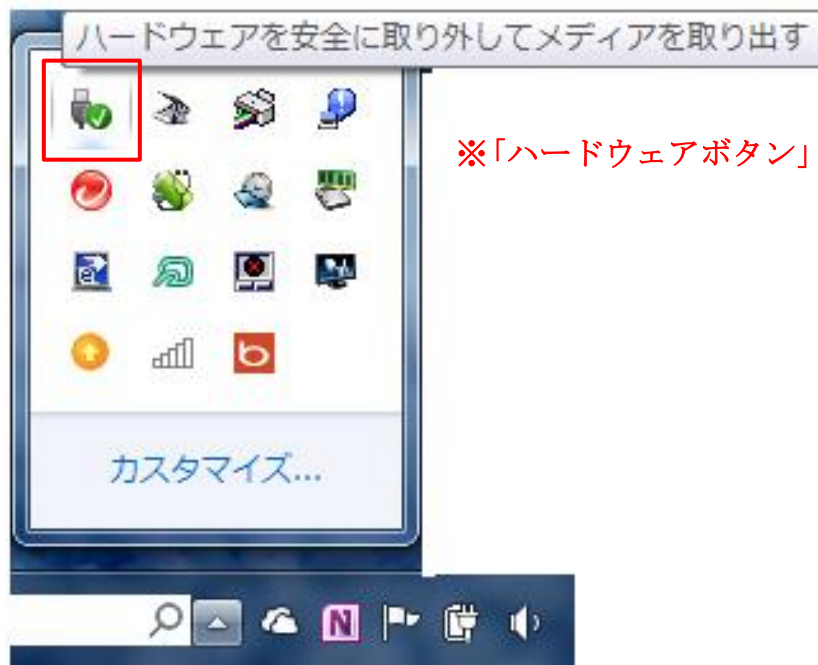 ハードウェアを安全に取り外してメディアを取り出す
※「ハードウェアボタン」
カスタマイズ...